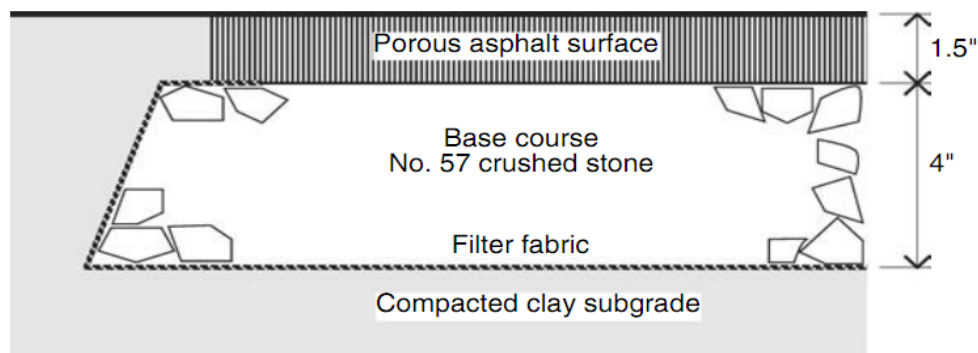 Porous asphalt surface
1.5"
Base course
No. 57 crushed stone
4"
Filter fabric
Compacted clay subgrade